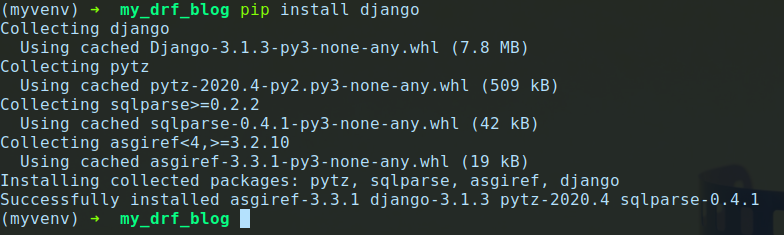 (myvenv) ➜  my_drf_blog pip install django
Collecting django
  Using cached Django-3.1.3-py3-none-any.whl (7.8 MB)
Collecting pytz
  Using cached pytz-2020.4-py2.py3-none-any.whl (509 kB)
Collecting sqlparse>=0.2.2
  Using cached sqlparse-0.4.1-py3-none-any.whl (42 kB)
Collecting asgiref<4,>=3.2.10
  Using cached asgiref-3.3.1-py3-none-any.whl (19 kB)
Installing collected packages: pytz, sqlparse, asgiref, django
Successfully installed asgiref-3.3.1 django-3.1.3 pytz-2020.4 sqlparse-0.4.1
(myvenv) ➜  my_drf_blog